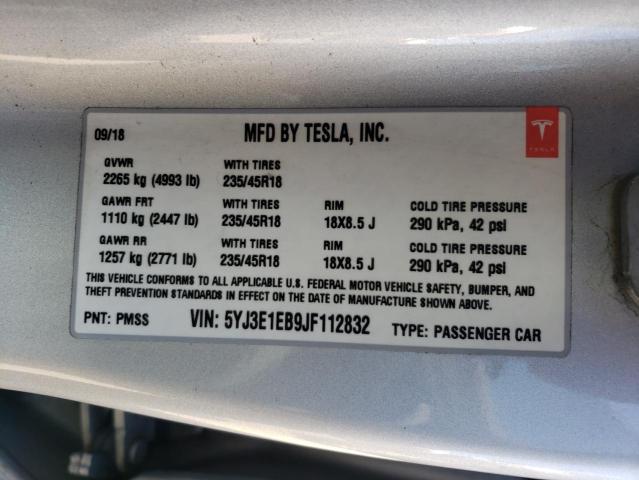 09/18 MFD BY TESLA, INC.
TESLA
GVWR WITH TIRES
2265 kg (4993 lb) 235/45R18
GAWR FRT WITH TIRES RIM COLD TIRE PRESSURE
1110 kg (2447 lb) 235/45R18 18X8.5 J 290 kPa, 42 psi
GAWR RR WITH TIRES RIM COLD TIRE PRESSURE
1257 kg (2771 lb) 235/45R18 18X8.5 J 290 kPa, 42 psi
THIS VEHICLE CONFORMS TO ALL APPLICABLE U.S. FEDERAL MOTOR VEHICLE SAFETY, BUMPER, AND
THEFT PREVENTION STANDARDS IN EFFECT ON THE DATE OF MANUFACTURE SHOWN ABOVE.
PNT: PMSS VIN: 5YJ3E1EB9JF112832 TYPE: PASSENGER CAR